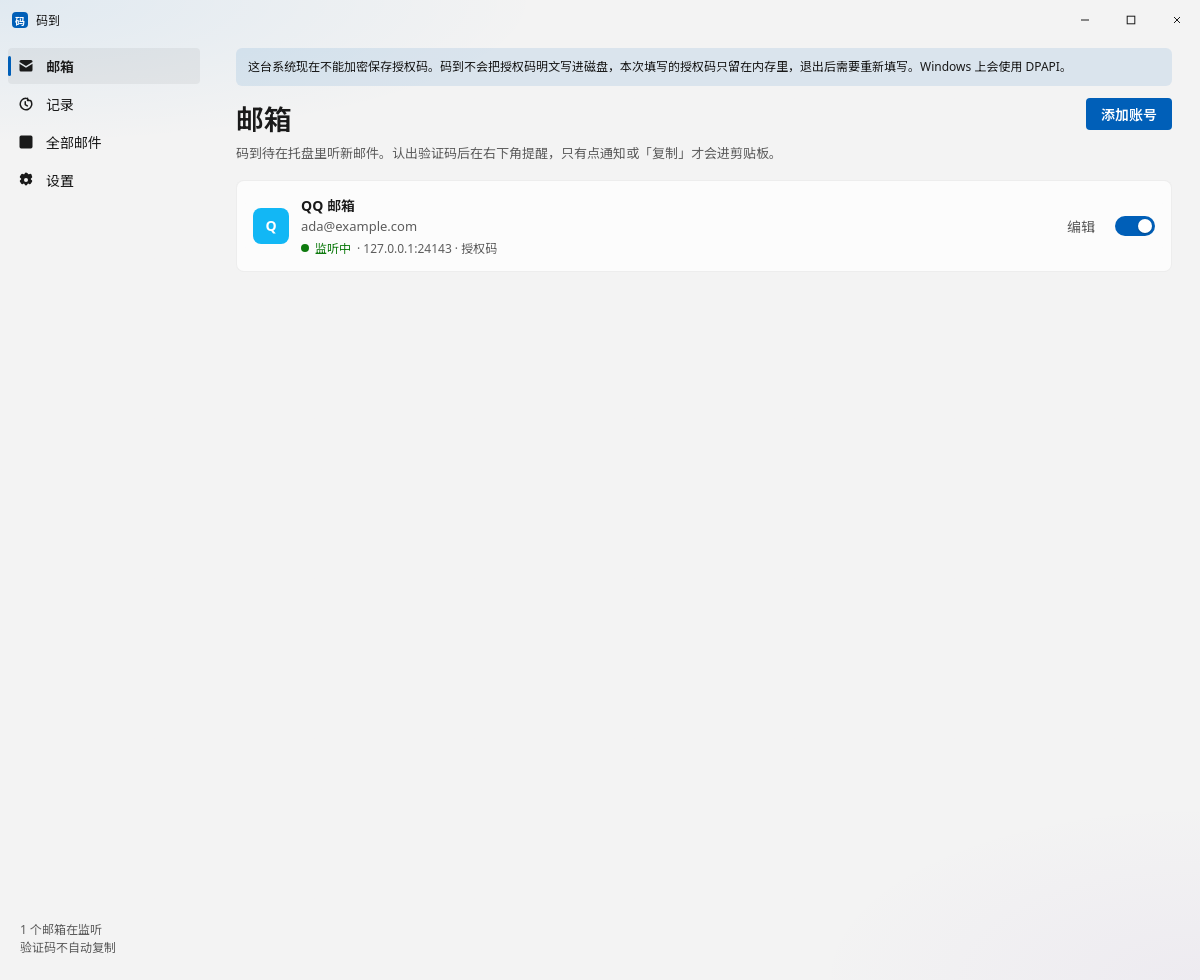 码 码到
邮箱
记录
全部邮件
设置
这台系统现在不能加密保存授权码。码到不会把授权码明文写进磁盘，本次填写的授权码只留在内存里，退出后需要重新填写。Windows 上会使用 DPAPI。
邮箱
添加账号
码到待在托盘里听新邮件。认出验证码后在右下角提醒，只有点通知或「复制」才会进剪贴板。
Q
QQ 邮箱
ada@example.com
监听中 · 127.0.0.1:24143 · 授权码
编辑
1 个邮箱在监听
验证码不自动复制